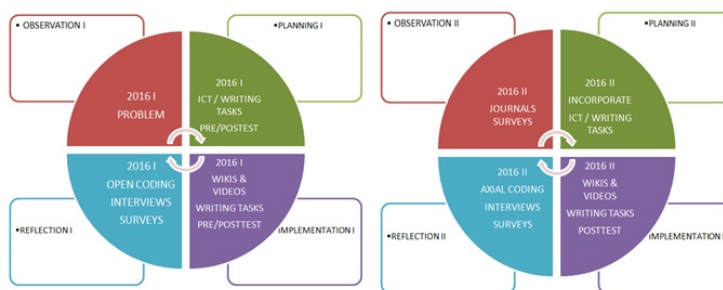 OBSERVATION I
PLANNING I
2016 I
PROBLEM
2016 I
ICT / WRITING
TASKS
PRE/POSTEST
2016 I
OPEN CODING
INTERVIEWS
SURVEYS
2016 I
WIKIS &
VIDEOS
WRITING TASKS
PRE/POSTTEST
REFLECTION I
IMPLEMENTATION I
OBSERVATION II
PLANNING II
2016 II
JOURNALS
SURVEYS
2016 II
INCORPORATE
ICT / WRITING
TASKS
2016 II
AXIAL CODING
INTERVIEWS
SURVEYS
2016 II
WIKIS &
VIDEOS
WRITING TASKS
POSTTEST
REFLECTION II
IMPLEMENTATION I